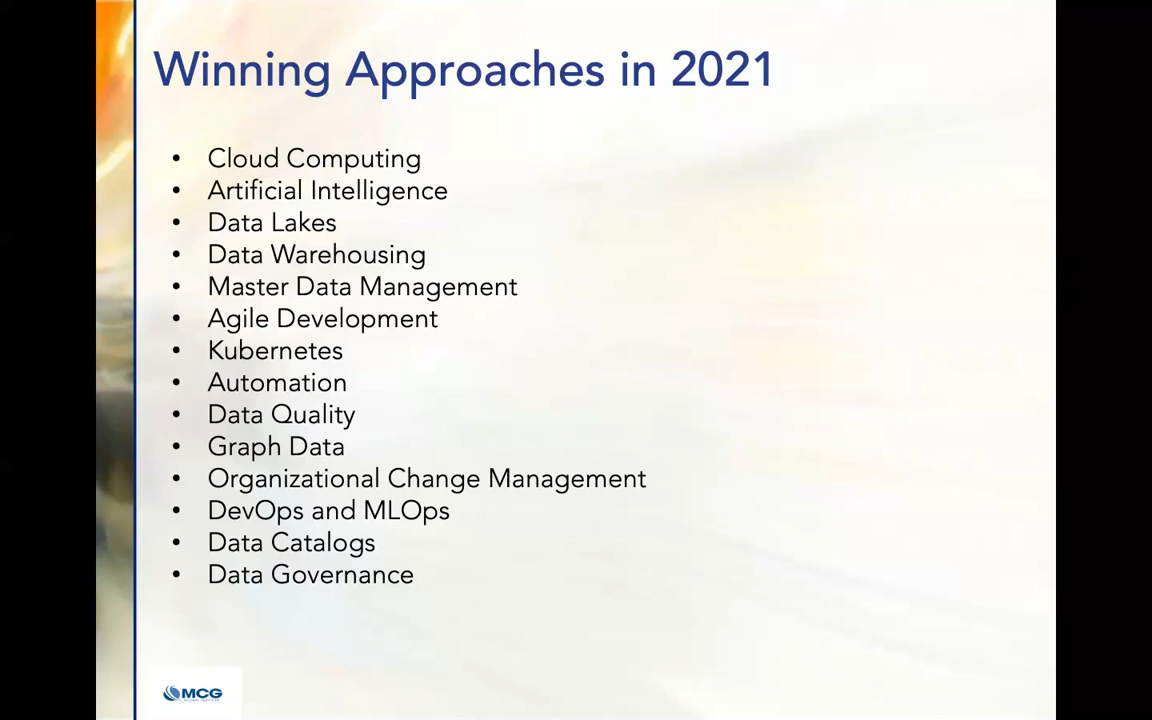 Winning Approaches in 2021
• Cloud Computing
• Artificial Intelligence
• Data Lakes
• Data Warehousing
• Master Data Management
• Agile Development
• Kubernetes
• Automation
• Data Quality
• Graph Data
• Organizational Change Management
• DevOps and MLOps
• Data Catalogs
• Data Governance
MCG